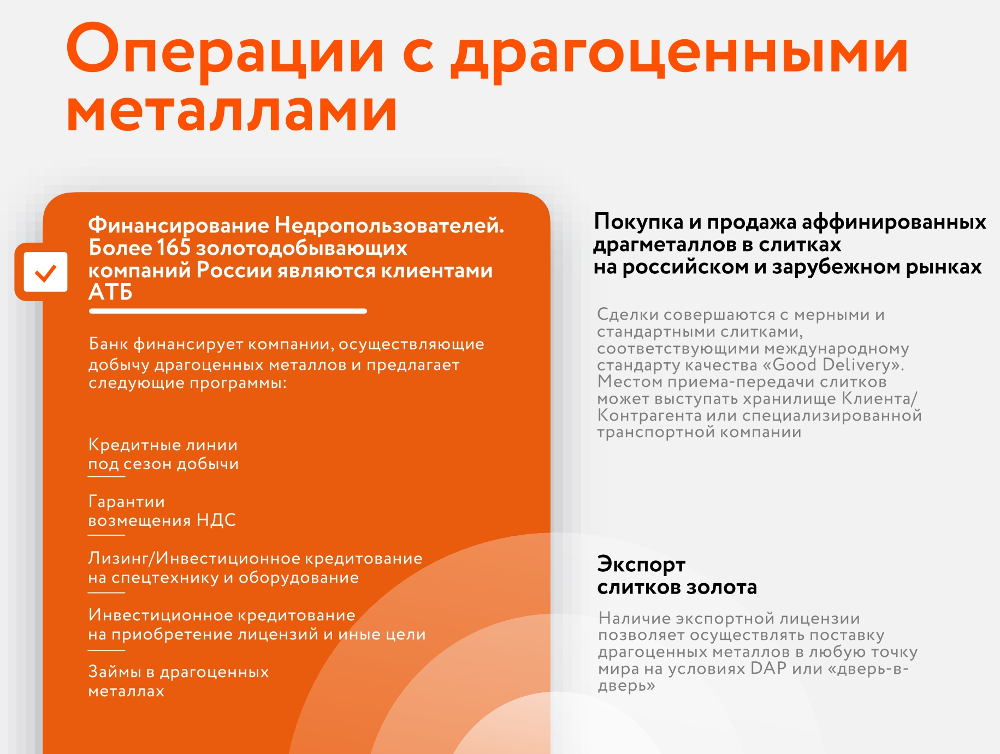 Операции с драгоценными
металлами
Финансирование Недропользователей.
Более 165 золотодобывающих
компаний России являются клиентами
АТБ
Банк финансирует компании, осуществляющие
добычу драгоценных металлов и предлагает
следующие программы:
Кредитные линии
под сезон добычи
Гарантии
возмещения НДС
Лизинг/Инвестиционное кредитование
на спецтехнику и оборудование
Инвестиционное кредитование
на приобретение лицензий и иные цели
Займы в драгоценных
металлах
Покупка и продажа аффинированных
драгметаллов в слитках
на российском и зарубежном рынках
Сделки совершаются с мерными и
стандартными слитками,
соответствующими международному
стандарту качества «Good Delivery».
Местом приема-передачи слитков
может выступать хранилище Клиента/
Контрагента или специализированной
транспортной компании
Экспорт
слитков золота
Наличие экспортной лицензии
позволяет осуществлять поставку
драгоценных металлов в любую точку
мира на условиях DAP или «дверь-в-
дверь»